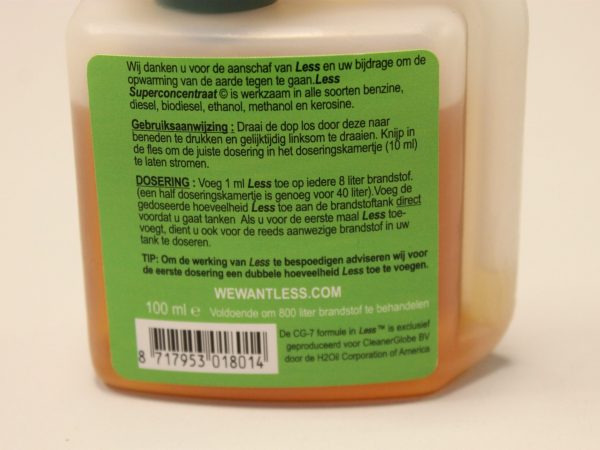 Wij danken u voor de aanschaf van Less en uw bijdrage om de
opwarming van de aarde tegen te gaan.Less
Superconcentraat © is werkzaam in alle soorten benzine,
diesel, biodiesel, ethanol, methanol en kerosine.
Gebruiksaanwijzing : Draai de dop los door deze naar
beneden te drukken en gelijktijdig linksom te draaien. Knijp in
de fles om de juiste dosering in het doseringskamertje (10 ml)
te laten stromen.
DOSERING : Voeg 1 ml Less toe op iedere 8 liter brandstof.
(een half doseringskamertje is genoeg voor 40 liter).Voeg de
gedoseerde hoeveelheid Less toe aan de brandstoftank direct
voordat u gaat tanken Als u voor de eerste maal Less toe-
voegt, dient u ook voor de reeds aanwezige brandstof in uw
tank te doseren.
TIP: Om de werking van Less te bespoedigen adviseren wij voor
de eerste dosering een dubbele hoeveelheid Less toe te voegen.
WEWANTLESS.COM
100 ml e Voldoende om 800 liter brandstof te behandelen
De CG-7 formule in Less™ is exclusief
geproduceerd voor CleanerGlobe BV
door de H2Oil Corporation of America
8 717953 018014